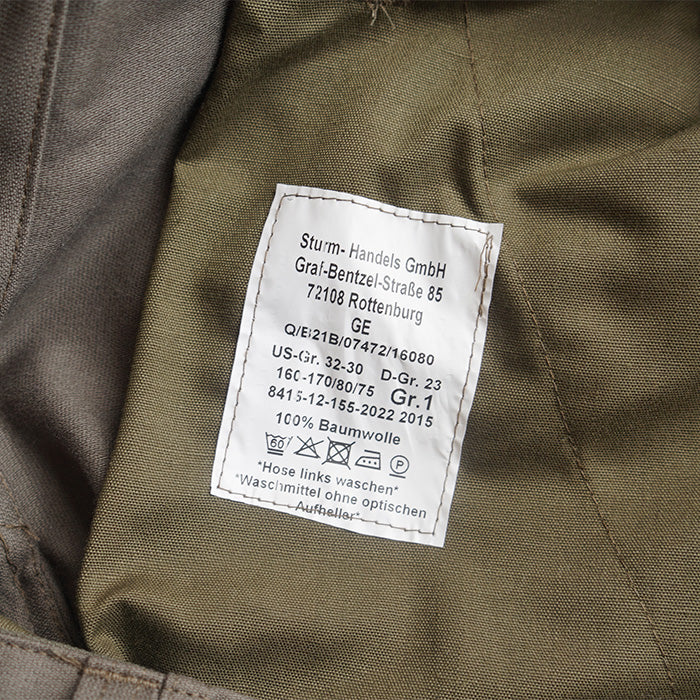 Sturm- Handels GmbH
Graf-Bentzel-Straße 85
72108 Rottenburg
GE
Q/B21B/07472/16080
US-Gr. 32-30 D-Gr. 23
160-170/80/75 Gr. 1
8415-12-155-2022 2015
100% Baumwolle
60 P
*Hose links waschen*
*Waschmittel ohne optischen
Aufheller*